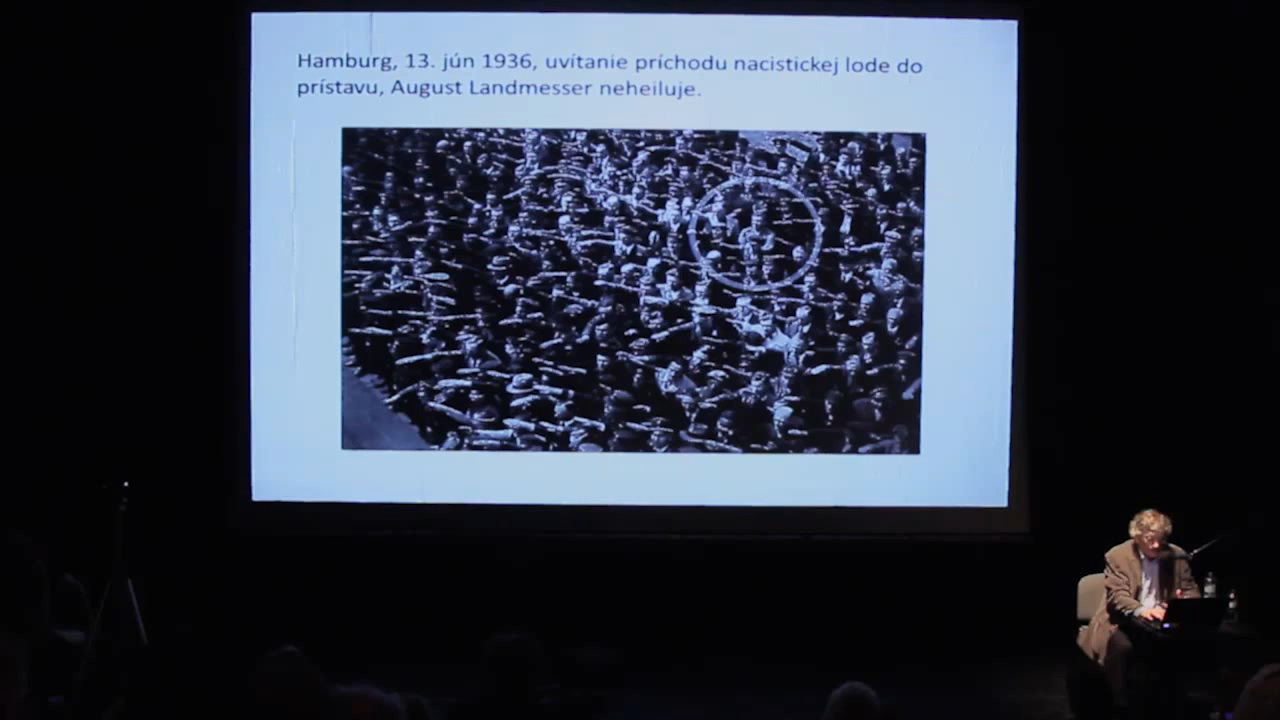 Hamburg, 13. jún 1936, uvítanie príchodu nacistickej lode do
prístavu, August Landmesser neheiluje.